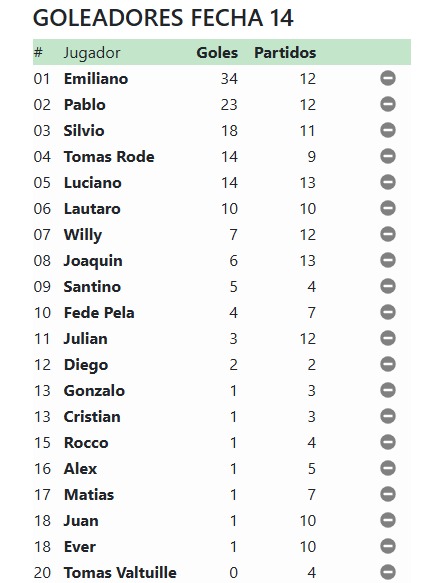 GOLEADORES FECHA 14
# Jugador Goles Partidos
01 Emiliano 34 12
02 Pablo 23 12
03 Silvio 18 11
04 Tomas Rode 14 9
05 Luciano 14 13
06 Lautaro 10 10
07 Willy 7 12
08 Joaquin 6 13
09 Santino 5 4
10 Fede Pela 4 7
11 Julian 3 12
12 Diego 2 2
13 Gonzalo 1 3
13 Cristian 1 3
15 Rocco 1 4
16 Alex 1 5
17 Matias 1 7
18 Juan 1 10
18 Ever 1 10
20 Tomas Valtuille 0 4